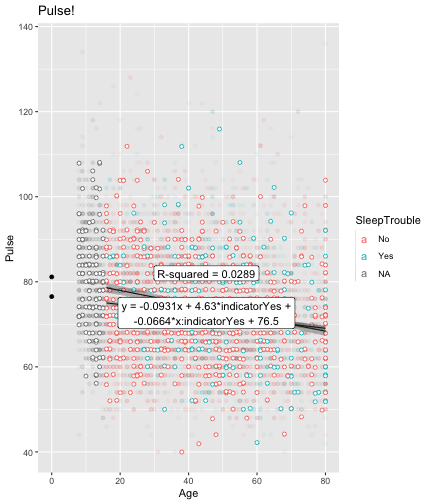 Pulse!
140
120
100
80
60
40
Pulse
R-squared = 0.0289
y = -0.0931x + 4.63*indicatorYes +
-0.0664*x:indicatorYes + 76.5
0 20 40 60 80
Age
SleepTrouble
a No
a Yes
a NA